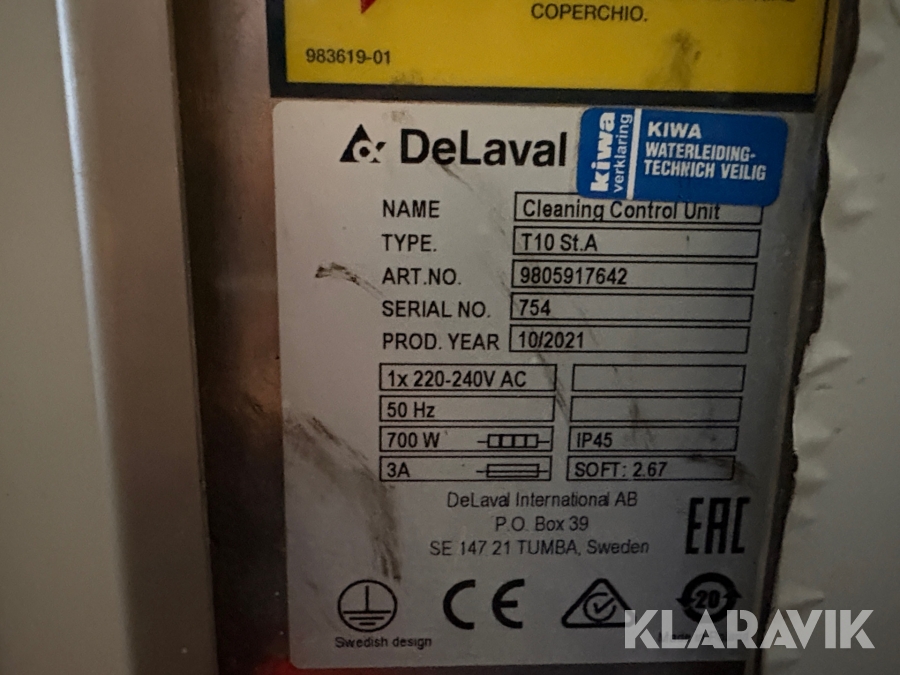 COPERCHIO.
983619-01
DeLaval
kiwa
verklaring
KIWA
WATERLEIDING-
TECHNICH VEILIG
NAME Cleaning Control Unit
TYPE. T10 St.A
ART.NO. 9805917642
SERIAL NO. 754
PROD. YEAR 10/2021
1x 220-240V AC
50 Hz
700 W IP45
3A SOFT: 2.67
DeLaval International AB
P.O. Box 39
SE 147 21 TUMBA, Sweden
EAC
CE
20
Swedish design
KLARAVIK